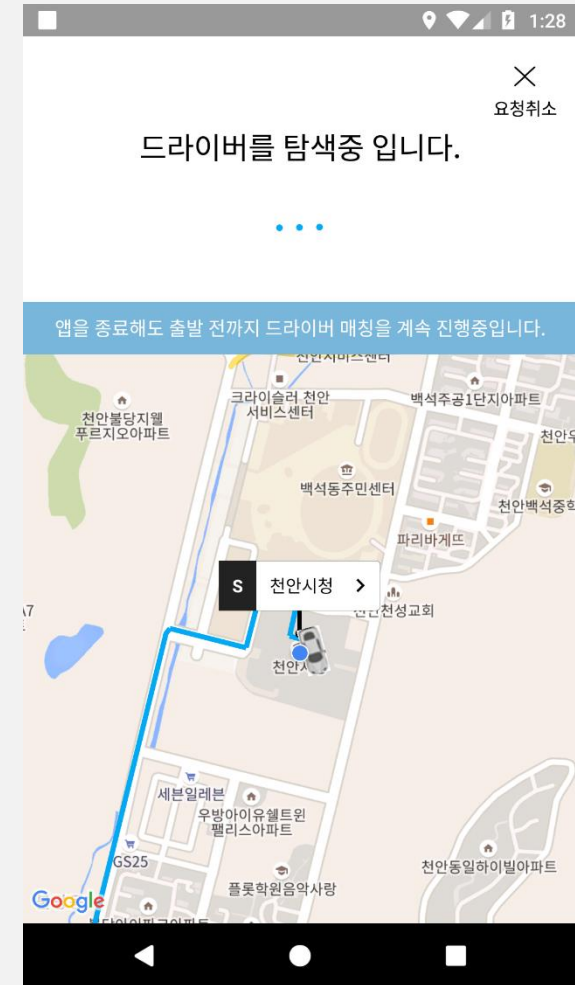 1:28
요청취소
드라이버를 탐색중 입니다.
앱을 종료해도 출발 전까지 드라이버 매칭을 계속 진행중입니다.
크라이슬러 천안
서비스센터
백석주공1단지아파트
천안불당지웰
푸르지오아파트
백석동주민센터
천안백석중학
파리바게뜨
S 천안시청
천안천성교회
세븐일레븐
우방아이유쉘트윈
팰리스아파트
GS25
천안동일하이빌아파트
플롯학원음악사랑
Google